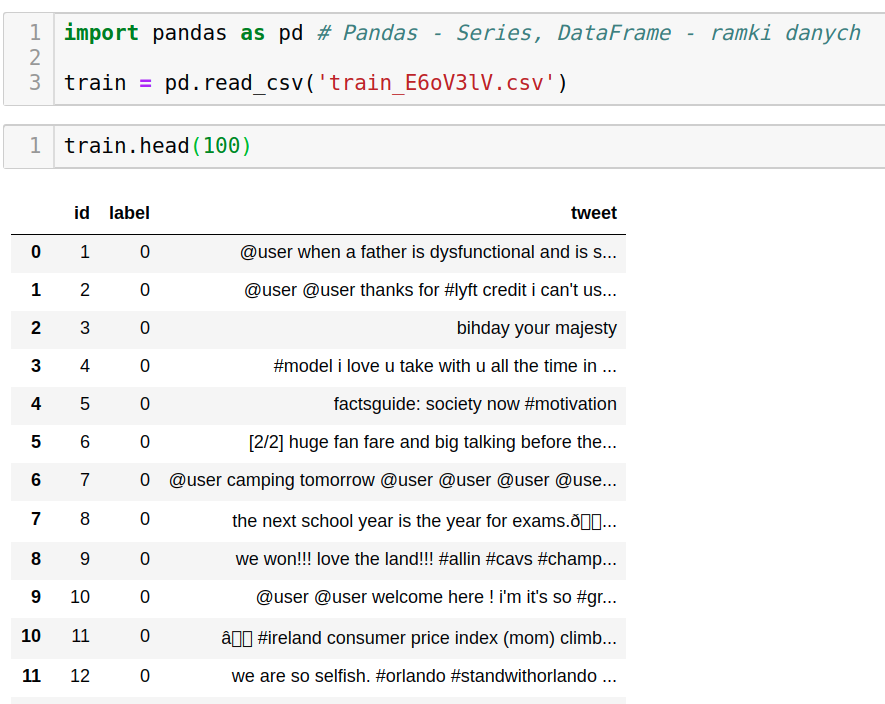 1 import pandas as pd # Pandas - Series, DataFrame - ramki danych
2
3 train = pd.read_csv('train_E6oV3lV.csv')
1 train.head(100)
id label tweet
0 1 0 @user when a father is dysfunctional and is s...
1 2 0 @user @user thanks for #lyft credit i can't us...
2 3 0 bihday your majesty
3 4 0 #model i love u take with u all the time in ...
4 5 0 factsguide: society now #motivation
5 6 0 [2/2] huge fan fare and big talking before the...
6 7 0 @user camping tomorrow @user @user @user @use...
7 8 0 the next school year is the year for exams.ð▯▯...
8 9 0 we won!!! love the land!!! #allin #cavs #champ...
9 10 0 @user @user welcome here ! i'm it's so #gr...
10 11 0 â▯▯ #ireland consumer price index (mom) climb...
11 12 0 we are so selfish. #orlando #standwithorlando ...